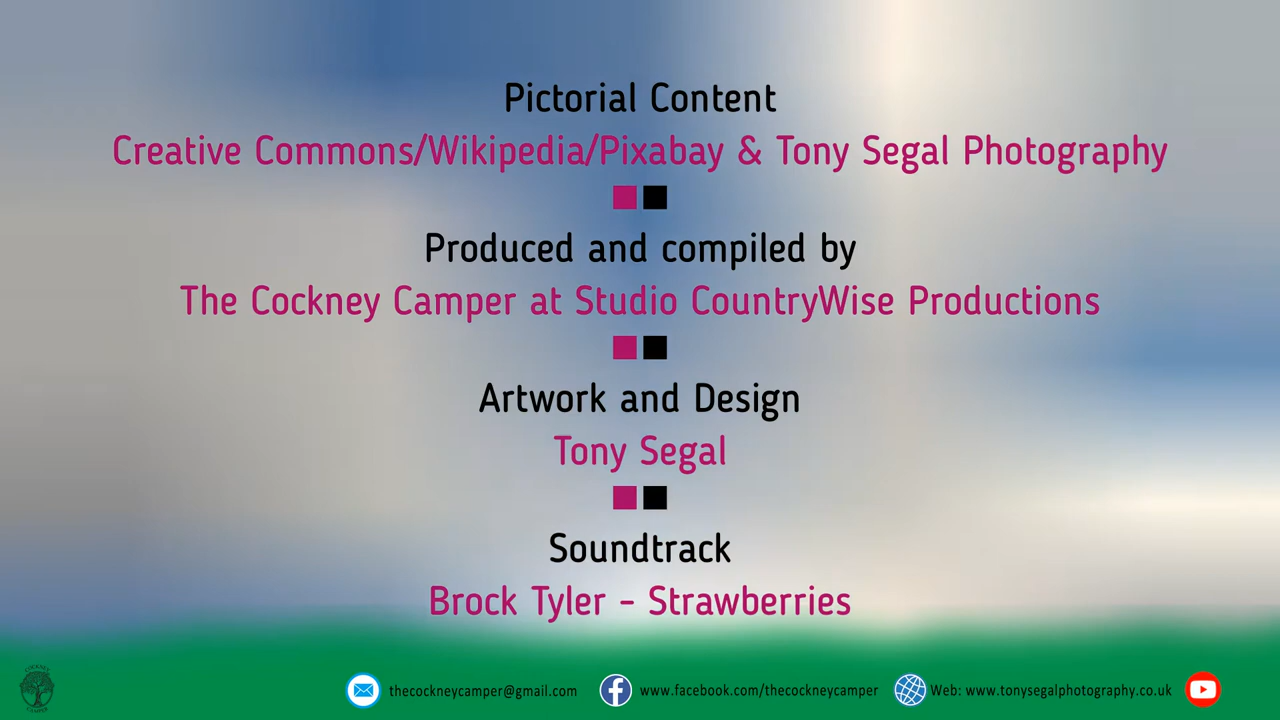 Pictorial Content
Creative Commons/Wikipedia/Pixabay & Tony Segal Photography
Produced and compiled by
The Cockney Camper at Studio CountryWise Productions
Artwork and Design
Tony Segal
Soundtrack
Brock Tyler - Strawberries
COCKNEY
CAMPER
thecockneycamper@gmail.com
www.facebook.com/thecockneycamper
Web: www.tonysegalphotography.co.uk